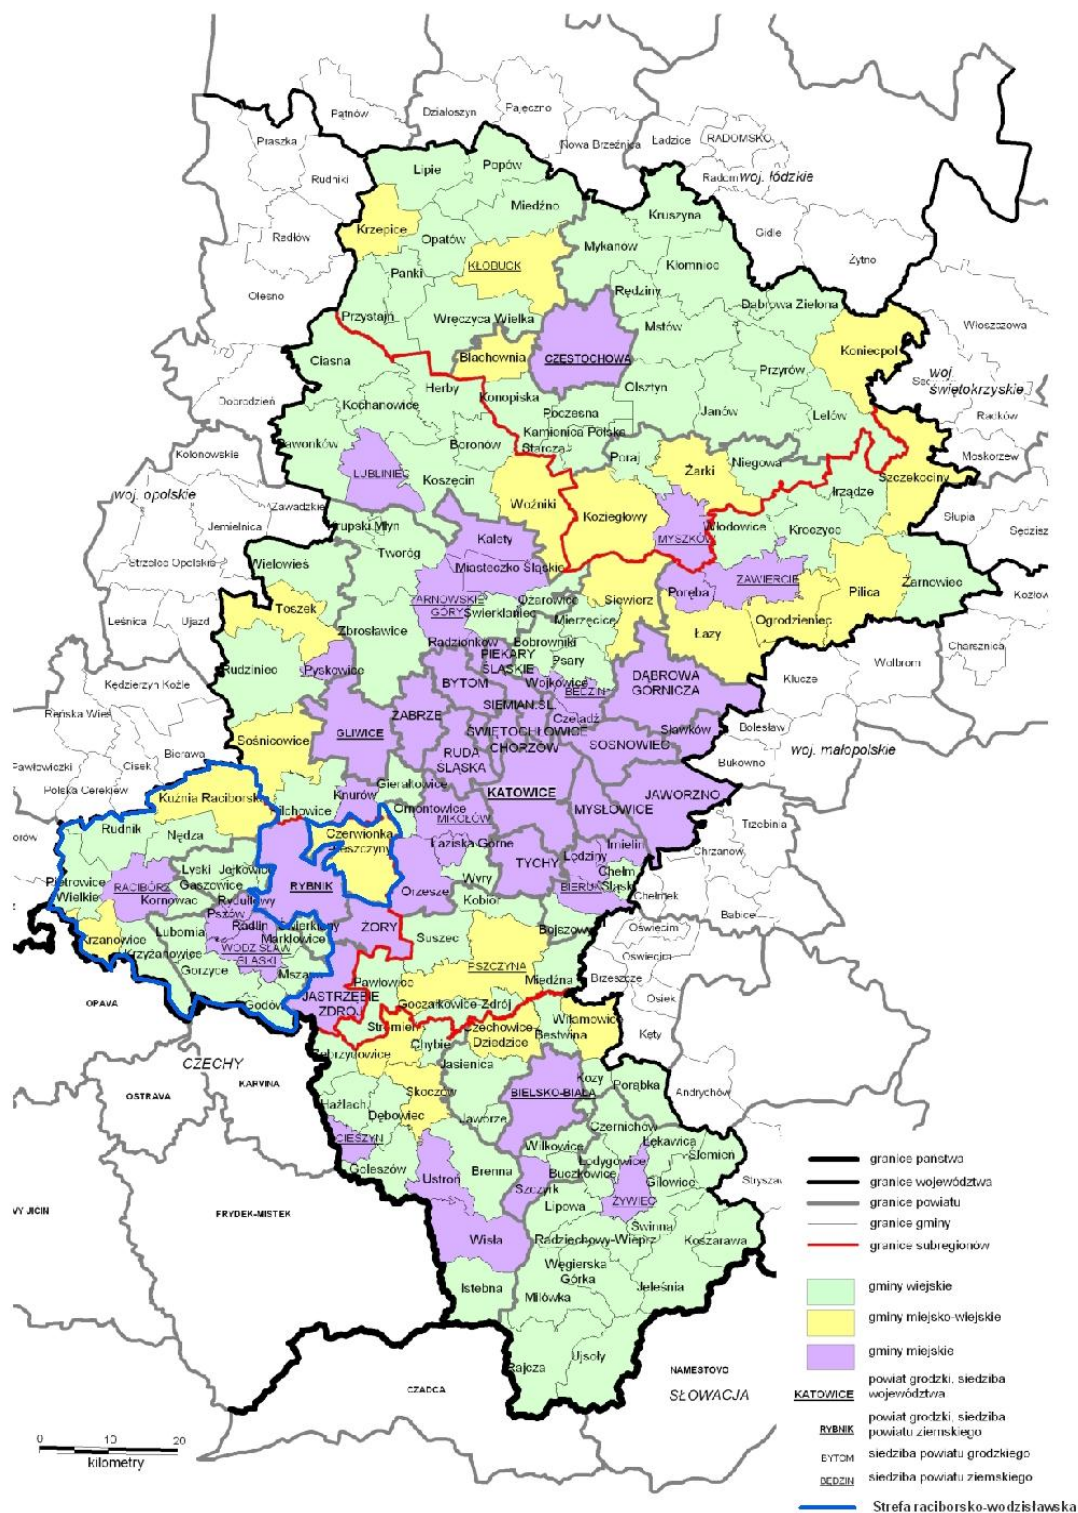 Pątnów
Działoszyn
Pajęczno
Praszka
Nowa Brzeźnica
Ładzice
RADOMSKO
Rudniki
Lipie
Popów
Radom
woj. łódzkie
Miedźno
Kruszyna
Krzepice
Radłów
Opatów
Mykanów
Gidle
Żytno
KŁOBUCK
Kłomnice
Panki
Olesno
Rędziny
Dąbrowa Zielona
Przystajń
Wręczyca Wielka
Mstów
Włoszczowa
Koniecpol
Ciasna
Blachownia
CZĘSTOCHOWA
Przyrów
woj.
świętokrzyskie
Herby
Olsztyn
Dobrodzień
Kochanowice
Konopiska
Poczesna
Janów
Lelów
Radków
Kamienica Polska
Boronów
Starcza
Kolonowskie
Poraj
Żarki
Niegowa
Moskorzew
LUBLINIEC
Koszęcin
Szczekociny
Irządze
woj. opolskie
Zawadzkie
Woźniki
Koziegłowy
Słupia
Jemielnica
Krupski Młyn
Kalety
MYSZKÓW
Włodowice
Kroczyce
Sędzisz
Tworóg
Strzelce Opolskie
Wielowieś
Miasteczko Śląskie
ZAWIERCIE
Żarnowiec
Poręba
Pilica
Toszek
TARNOWSKIE
GÓRY
Ożarowice
Siewierz
Kozłow
Świerklaniec
Leśnica
Ujazd
Mierzęcice
Ogrodzieniec
Zbrosławice
Łazy
Radzionków
Bobrowniki
Charsznica
PIEKARY
ŚLĄSKIE
Psary
Wolbrom
Rudziniec
Pyskowice
Klucze
Kędzierzyn Koźle
BYTOM
Wojkowice
BĘDZIN
DĄBROWA
GÓRNICZA
SIEMIAN.ŚL.
Reńska Wieś
ZABRZE
Czeladź
Sławków
Bolesław
GLIWICE
ŚWIĘTOCHŁOWICE
CHORZÓW
SOSNOWIEC
Sośnicowice
Bierawa
RUDA
ŚLĄSKA
woj. małopolskie
Pawłowiczki
Cisek
Bukowno
Polska Cerekiew
Gierałtowice
KATOWICE
JAWORZNO
Kuźnia Raciborska
Pilchowice
Knurów
Ornontowice
MYSŁOWICE
MIKOŁÓW
Trzebinia
Rudnik
Nędza
Czerwionka
Leszczyny
Łaziska Górne
Imielin
Chrzanów
Lędziny
Lyski
Jejkowice
TYCHY
Chełm
Śląski
Pietrowice
Wielkie
RACIBÓRZ
Gaszowice
RYBNIK
Orzesze
Wyry
BIERUŃ
Chełmek
Kornowac
Rydułtowy
Kobiór
Babice
Pszów
Krzanowice
Lubomia
Radlin
Świerklany
ŻORY
Oświęcim
Bojszowy
Marklowice
Suszec
WODZISŁAW
ŚLĄSKI
Krzyżanowice
Oświęcim
Gorzyce
Mszana
PSZCZYNA
Miedźna
Brzeszcze
Pawłowice
OPAVA
Godów
JASTRZĘBIE
ZDRÓJ
Goczałkowice-Zdrój
Osiek
Strumień
Wilamowice
Czechowice-
Dziedzice
Bestwina
Kęty
Chybie
Zebrzydowice
CZECHY
Jasienica
KARVINA
Kozy
Porąbka
Andrychów
OSTRAVA
Skoczów
BIELSKO-BIAŁA
Hażlach
Dębowiec
Jaworze
Czernichów
CIESZYN
Łękawica
Wilkowice
Ślemień
Goleszów
Ustroń
Brenna
Buczkowice
Łodygowice
Szczyrk
Gilowice
Stryszaw
VY JICIN
FRYDEK-MISTEK
Lipowa
ŻYWIEC
Świnna
Wisła
Radziechowy-Wieprz
Koszarawa
Węgierska
Górka
Istebna
Jeleśnia
Milówka
Ujsoły
Rajcza
NAMESTOVO
CZADCA
SŁOWACJA
granice państwa
granice województwa
granice powiatu
granice gminy
granice subregionów
gminy wiejskie
gminy miejsko-wiejskie
gminy miejskie
KATOWICE powiat grodzki, siedziba
województwa
RYBNIK powiat grodzki, siedziba
powiatu ziemskiego
BYTOM siedziba powiatu grodzkiego
BĘDZIN siedziba powiatu ziemskiego
Strefa raciborsko-wodzisławska
0 10 20
kilometry